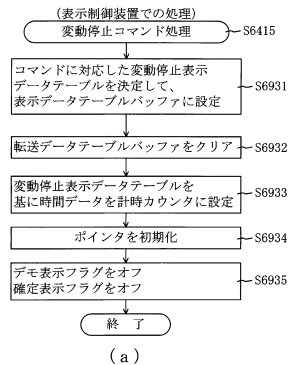 (表示制御装置での処理)
変動停止コマンド処理 S6415
コマンドに対応した変動停止表示
データテーブルを決定して、 S6931
表示データテーブルバッファに設定
転送データテーブルバッファをクリア S6932
変動停止表示データテーブルを
基に時間データを計時カウンタに設定 S6933
ポインタを初期化 S6934
デモ表示フラグをオフ S6935
確定表示フラグをオフ
終 了
(a)